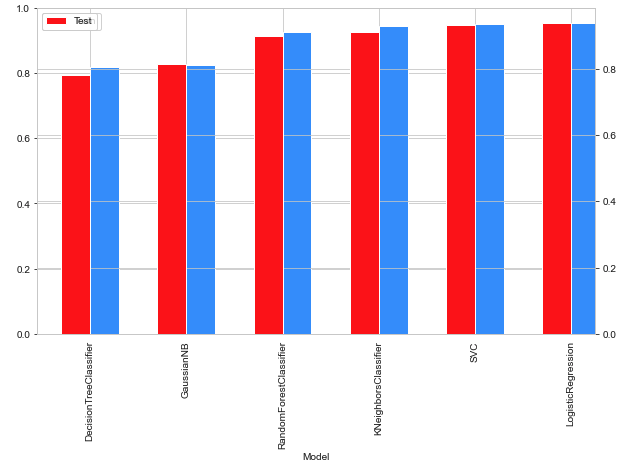 Test
1.0
0.8
0.6
0.4
0.2
0.0
0.8
0.6
0.4
0.2
0.0
DecisionTreeClassifier
GaussianNB
RandomForestClassifier
KNeighborsClassifier
SVC
LogisticRegression
Model